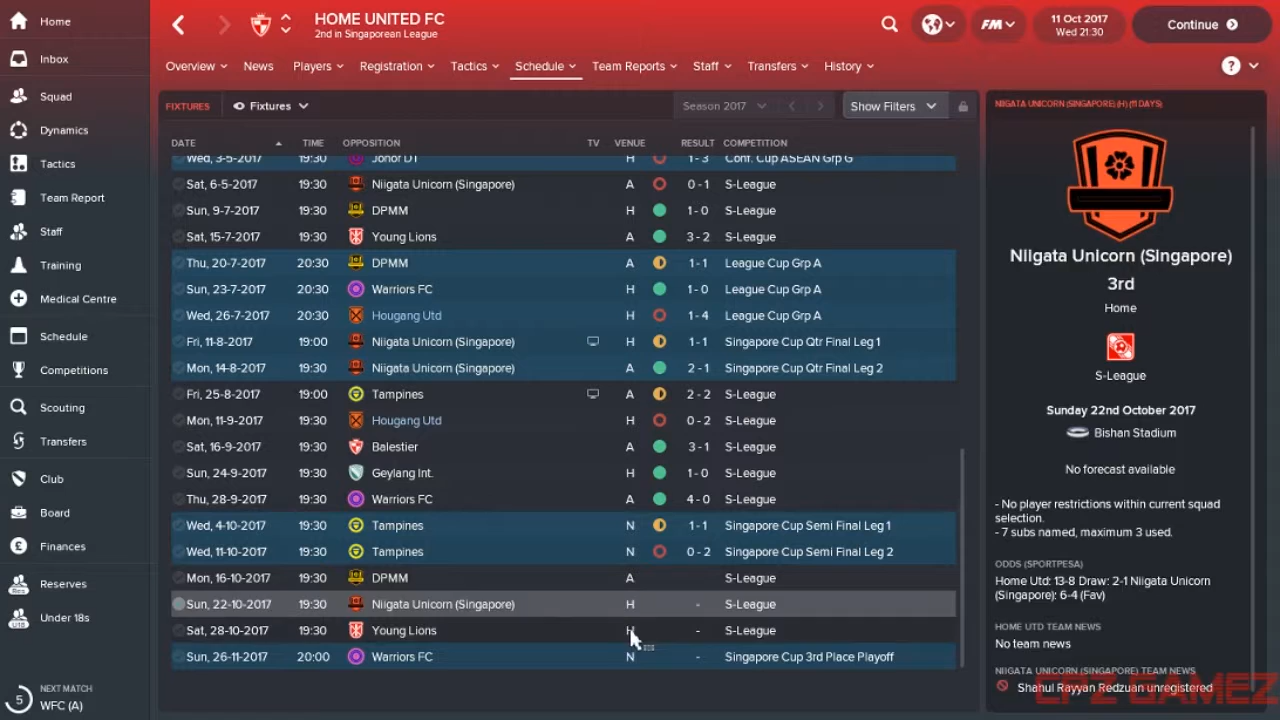 Home
Inbox
Squad
Dynamics
Tactics
Team Report
Staff
Training
Medical Centre
Schedule
Competitions
Scouting
Transfers
Club
Board
Finances
Reserves
Under 18s
5 NEXT MATCH
WFC (A)
HOME UNITED FC
2nd in Singaporean League
FM
11 Oct 2017
Wed 21:30
Continue
Overview News Players Registration Tactics Schedule Team Reports Staff Transfers History
FIXTURES Fixtures Season 2017 Show Filters
DATE TIME OPPOSITION TV VENUE RESULT COMPETITION
Wed, 3-5-2017 19:30 Johor DT H 1-3 Conf. Cup ASEAN Grp G
Sat, 6-5-2017 19:30 Niigata Unicorn (Singapore) A 0-1 S-League
Sun, 9-7-2017 19:30 DPMM H 1-0 S-League
Sat, 15-7-2017 19:30 Young Lions A 3-2 S-League
Thu, 20-7-2017 20:30 DPMM A 1-1 League Cup Grp A
Sun, 23-7-2017 20:30 Warriors FC H 1-0 League Cup Grp A
Wed, 26-7-2017 20:30 Hougang Utd H 1-4 League Cup Grp A
Fri, 11-8-2017 19:00 Niigata Unicorn (Singapore) H 1-1 Singapore Cup Qtr Final Leg 1
Mon, 14-8-2017 19:30 Niigata Unicorn (Singapore) A 2-1 Singapore Cup Qtr Final Leg 2
Fri, 25-8-2017 19:00 Tampines A 2-2 S-League
Mon, 11-9-2017 19:30 Hougang Utd H 0-2 S-League
Sat, 16-9-2017 19:30 Balestier A 3-1 S-League
Sun, 24-9-2017 19:30 Geylang Int. H 1-0 S-League
Thu, 28-9-2017 19:30 Warriors FC A 4-0 S-League
Wed, 4-10-2017 19:30 Tampines N 1-1 Singapore Cup Semi Final Leg 1
Wed, 11-10-2017 19:30 Tampines N 0-2 Singapore Cup Semi Final Leg 2
Mon, 16-10-2017 19:30 DPMM A S-League
Sun, 22-10-2017 19:30 Niigata Unicorn (Singapore) H - S-League
Sat, 28-10-2017 19:30 Young Lions H - S-League
Sun, 26-11-2017 20:00 Warriors FC N - Singapore Cup 3rd Place Playoff
NIIGATA UNICORN (SINGAPORE) (H) (11 DAYS)
Niigata Unicorn (Singapore)
3rd
Home
S-League
Sunday 22nd October 2017
Bishan Stadium
No forecast available
- No player restrictions within current squad
selection.
- 7 subs named, maximum 3 used.
ODDS (SPORTPESA)
Home Utd: 13-8 Draw: 2-1 Niigata Unicorn
(Singapore): 6-4 (Fav)
HOME UTD TEAM NEWS
No team news
NIIGATA UNICORN (SINGAPORE) TEAM NEWS
Shahul Rayyan Redzuan unregistered
CPZ GAMEZ